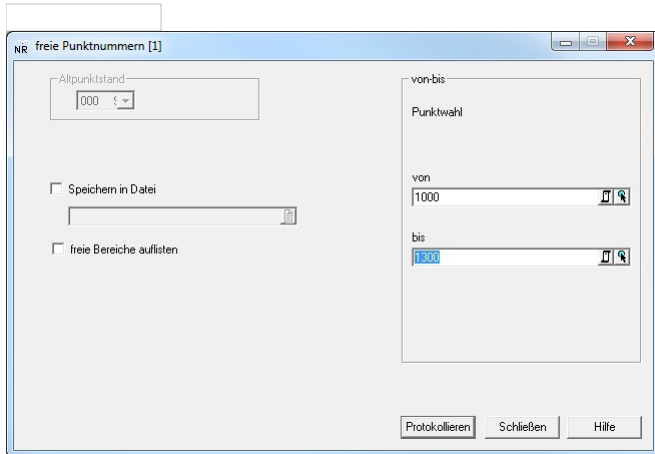 NR freie Punktnummern [1]
Altpunktstand
000
Speichern in Datei
freie Bereiche auflisten
von-bis
Punktwahl
von
1000
bis
1300
Protokollieren Schließen Hilfe